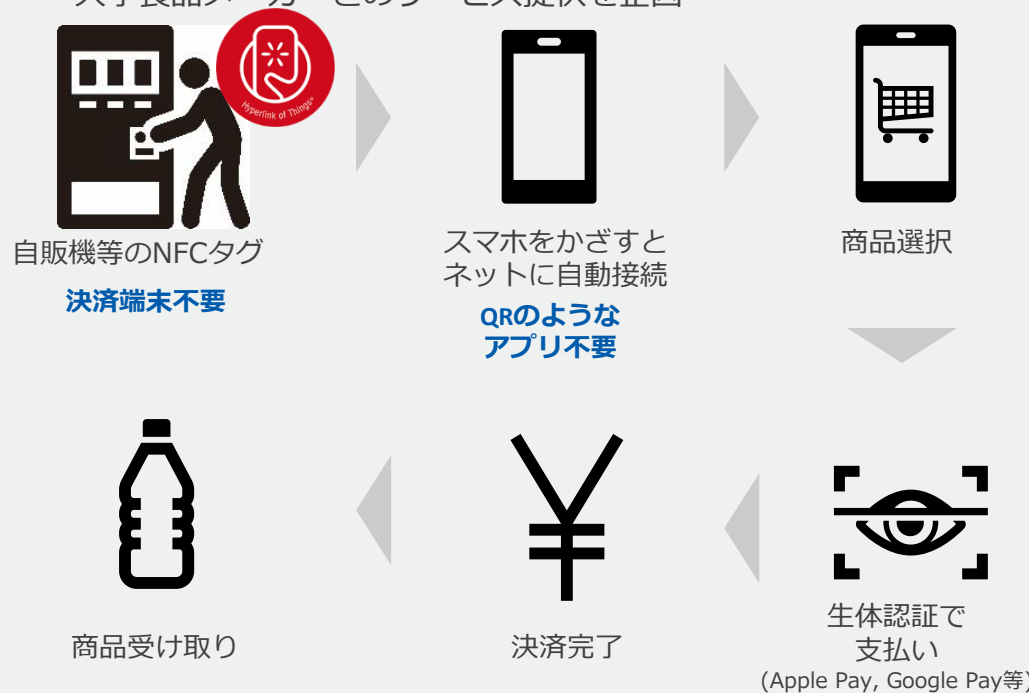 Hyperlink of Things®
自販機等のNFCタグ
決済端末不要
スマホをかざすと
ネットに自動接続
QRのような
アプリ不要
商品選択
生体認証で
支払い
(Apple Pay, Google Pay等)
決済完了
商品受け取り